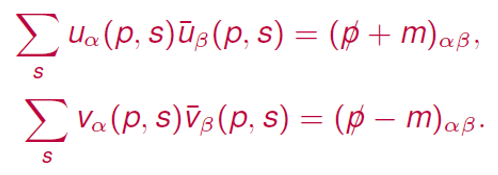 ∑ₛ u_α(p, s)ū_β(p, s) = (p̸ + m)_αβ,
∑ₛ v_α(p, s)v̄_β(p, s) = (p̸ − m)_αβ.